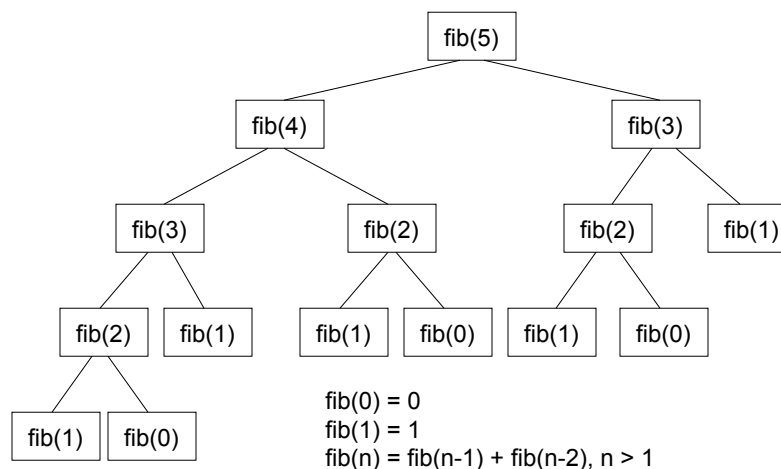 fib(5)
fib(4) fib(3)
fib(3) fib(2) fib(2) fib(1)
fib(2) fib(1) fib(1) fib(0) fib(1) fib(0)
fib(1) fib(0)
fib(0) = 0
fib(1) = 1
fib(n) = fib(n-1) + fib(n-2), n > 1